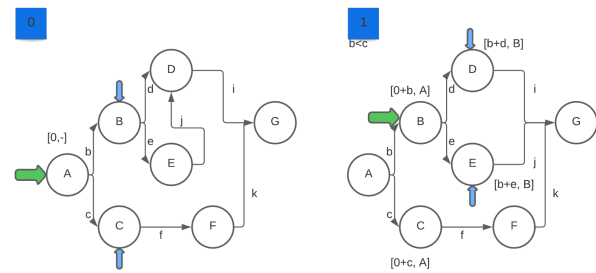 0
[0,-]
A
b
c
B
d
e
D
j
E
i
C
f
F
k
G
1
b<c
[0+b, A]
A
b
c
B
d
e
[b+d, B]
D
E
[b+e, B]
i
j
C
[0+c, A]
f
F
k
G